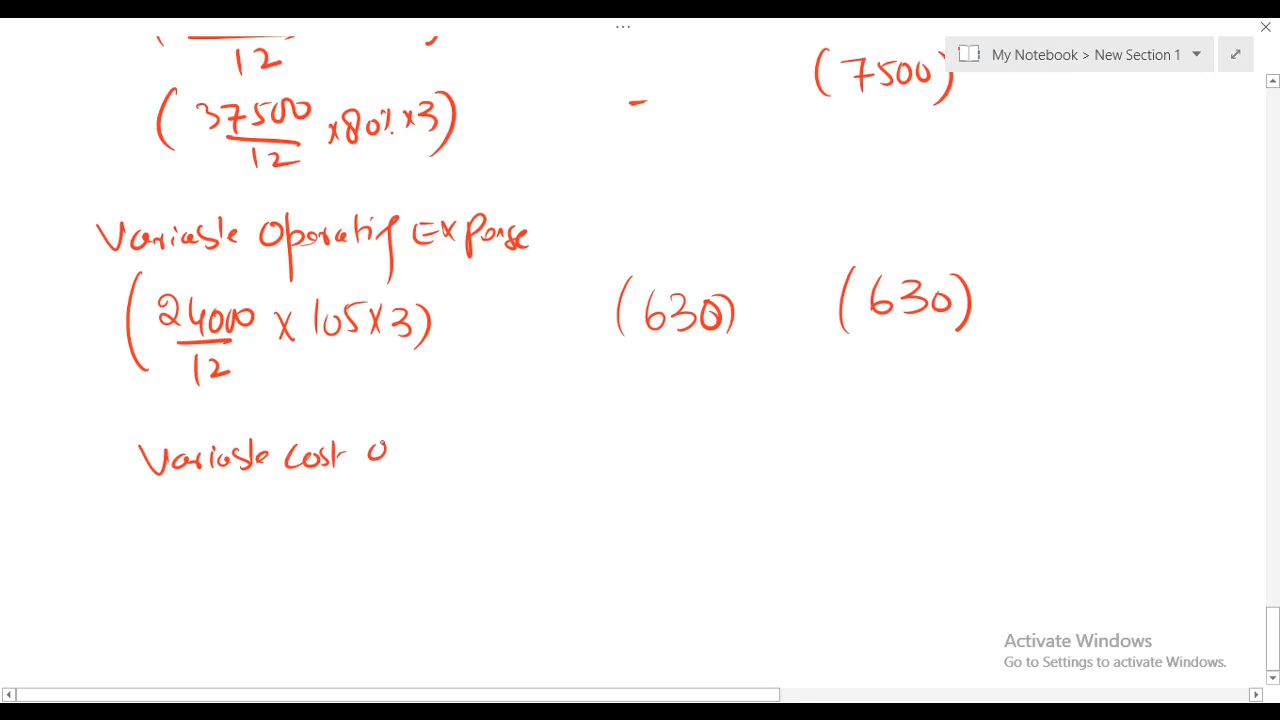 My Notebook > New Section 1
12
(7500)
(37500/12 x80% x3) -
Variable Operating Expense
(24000/12 x 105 x 3) (630) (630)
Variable Cost o
Activate Windows
Go to Settings to activate Windows.